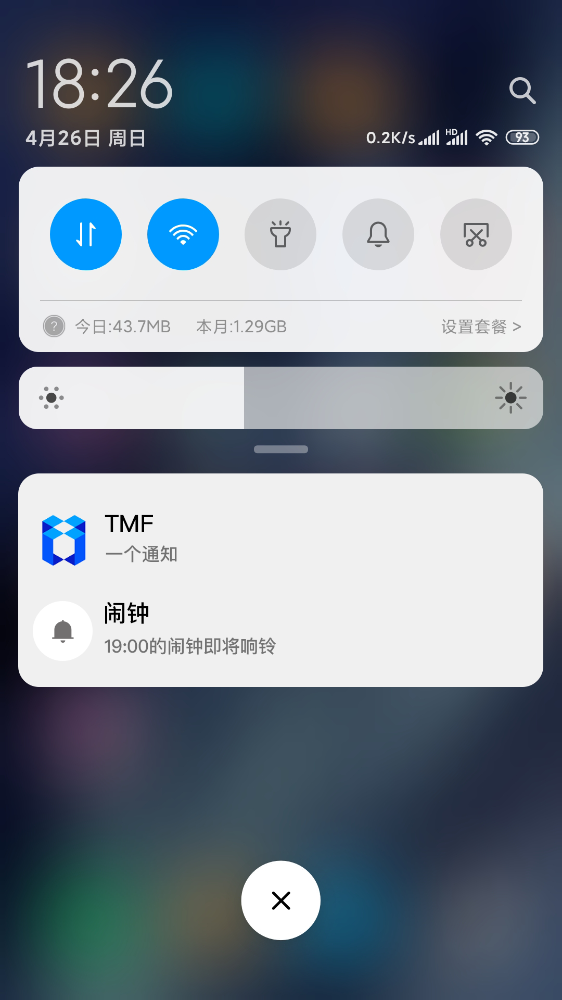 18:26
4月26日 周日
0.2K/s HD 93
? 今日:43.7MB 本月:1.29GB 设置套餐 >
TMF
一个通知
闹钟
19:00的闹钟即将响铃